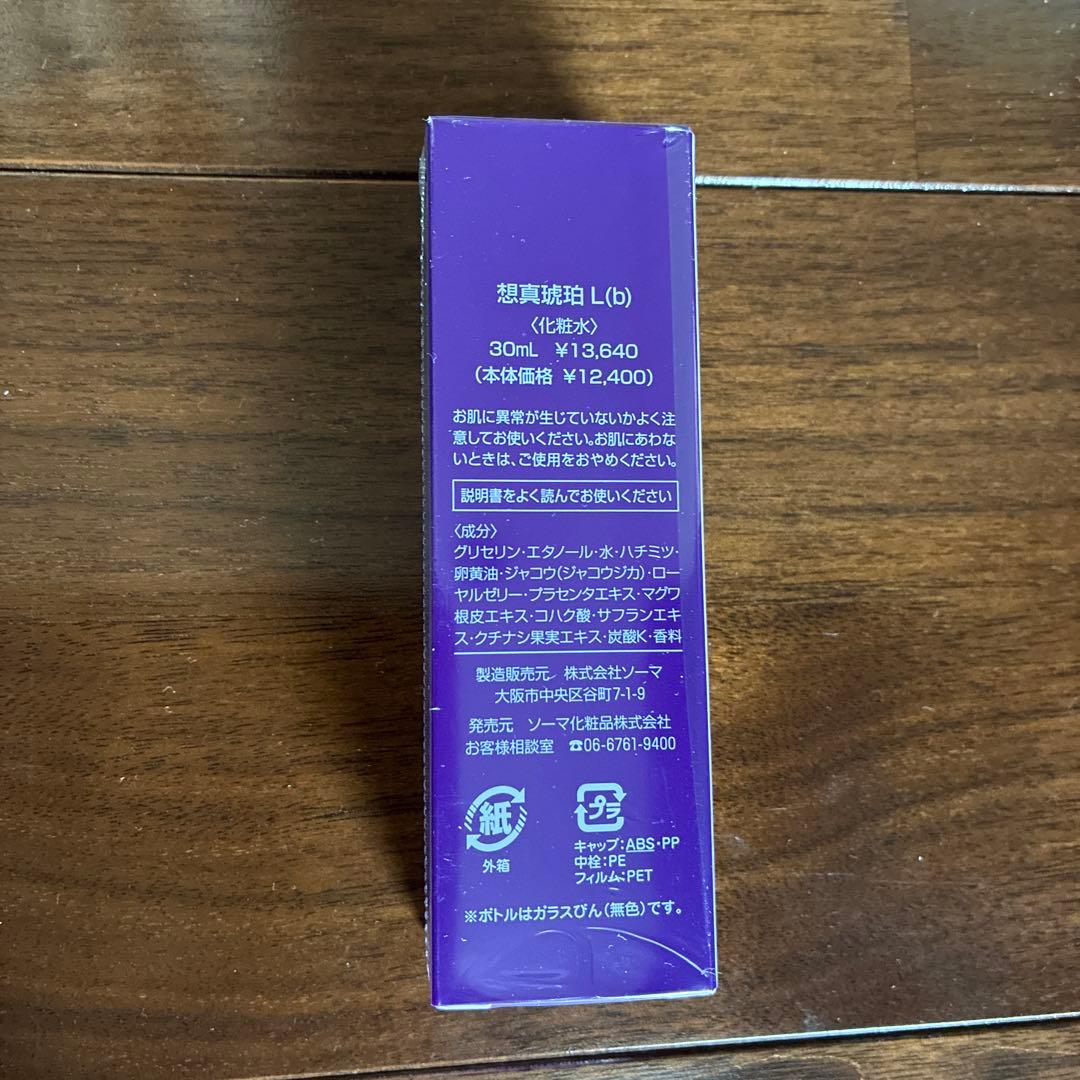 想真琥珀 L(b)
〈化粧水〉
30mL ¥13,640
(本体価格 ¥12,400)
お肌に異常が生じていないかよく注
意してお使いください。お肌にあわな
いときは、ご使用をおやめください。
説明書をよく読んでお使いください
〈成分〉
グリセリン・エタノール・水・ハチミツ・
卵黄油・ジャコウ(ジャコウジカ)・ロー
ヤルゼリー・プラセンタエキス・マグワ
根皮エキス・コハク酸・サフランエキ
ス・クチナシ果実エキス・炭酸K・香料
製造販売元 株式会社ソーマ
大阪市中央区谷町7-1-9
発売元 ソーマ化粧品株式会社
お客様相談室 ☎06-6761-9400
紙
外箱
プラ
キャップ:ABS・PP
中栓:PE
フィルム:PET
※ボトルはガラスびん(無色)です。